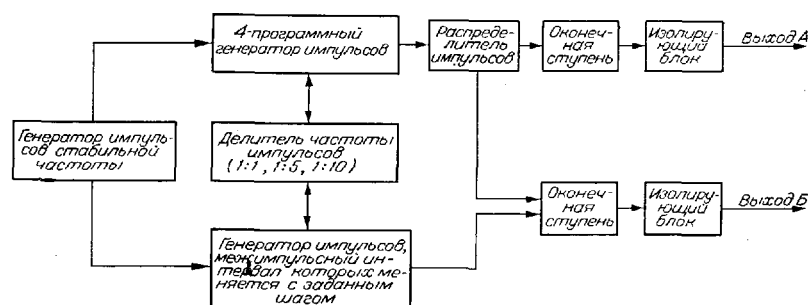 4-программный
генератор импульсов
Распреде-
литель
импульсов
Оконеч-
ная
ступень
Изолиру-
ющий
блок
Выход А
Генератор импуль-
сов стабильной
частоты
Делитель частоты
импульсов
(1:1, 1:5, 1:10)
Оконеч-
ная
ступень
Изолиру-
ющий
блок
Выход Б
Генератор импульсов,
межимпульсный ин-
тервал которых ме-
няется с заданным
шагом